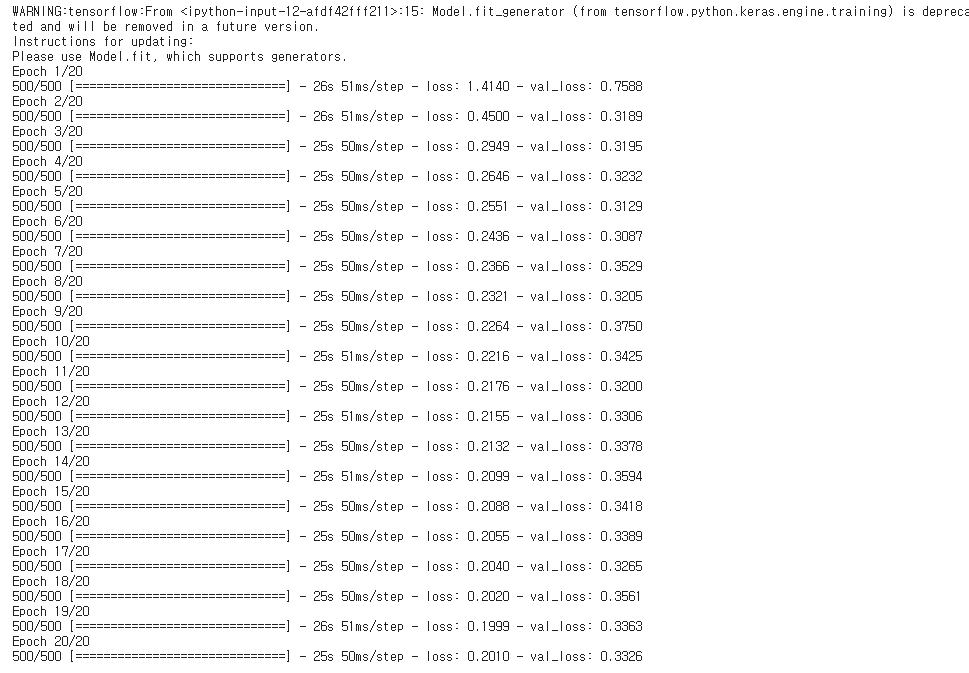 WARNING:tensorflow:From <ipython-input-12-afdf42fff211>:15: Model.fit_generator (from tensorflow.python.keras.engine.training) is depreca
ted and will be removed in a future version.
Instructions for updating:
Please use Model.fit, which supports generators.
Epoch 1/20
500/500 [==============================] - 26s 51ms/step - loss: 1.4140 - val_loss: 0.7588
Epoch 2/20
500/500 [==============================] - 26s 51ms/step - loss: 0.4500 - val_loss: 0.3189
Epoch 3/20
500/500 [==============================] - 25s 50ms/step - loss: 0.2949 - val_loss: 0.3195
Epoch 4/20
500/500 [==============================] - 25s 50ms/step - loss: 0.2646 - val_loss: 0.3232
Epoch 5/20
500/500 [==============================] - 25s 50ms/step - loss: 0.2551 - val_loss: 0.3129
Epoch 6/20
500/500 [==============================] - 25s 50ms/step - loss: 0.2436 - val_loss: 0.3087
Epoch 7/20
500/500 [==============================] - 25s 50ms/step - loss: 0.2366 - val_loss: 0.3529
Epoch 8/20
500/500 [==============================] - 25s 50ms/step - loss: 0.2321 - val_loss: 0.3205
Epoch 9/20
500/500 [==============================] - 25s 50ms/step - loss: 0.2264 - val_loss: 0.3750
Epoch 10/20
500/500 [==============================] - 25s 51ms/step - loss: 0.2216 - val_loss: 0.3425
Epoch 11/20
500/500 [==============================] - 25s 50ms/step - loss: 0.2176 - val_loss: 0.3200
Epoch 12/20
500/500 [==============================] - 25s 51ms/step - loss: 0.2155 - val_loss: 0.3306
Epoch 13/20
500/500 [==============================] - 25s 50ms/step - loss: 0.2132 - val_loss: 0.3378
Epoch 14/20
500/500 [==============================] - 25s 51ms/step - loss: 0.2099 - val_loss: 0.3594
Epoch 15/20
500/500 [==============================] - 25s 50ms/step - loss: 0.2088 - val_loss: 0.3418
Epoch 16/20
500/500 [==============================] - 25s 50ms/step - loss: 0.2055 - val_loss: 0.3389
Epoch 17/20
500/500 [==============================] - 25s 50ms/step - loss: 0.2040 - val_loss: 0.3265
Epoch 18/20
500/500 [==============================] - 25s 50ms/step - loss: 0.2020 - val_loss: 0.3561
Epoch 19/20
500/500 [==============================] - 26s 51ms/step - loss: 0.1999 - val_loss: 0.3363
Epoch 20/20
500/500 [==============================] - 25s 50ms/step - loss: 0.2010 - val_loss: 0.3326